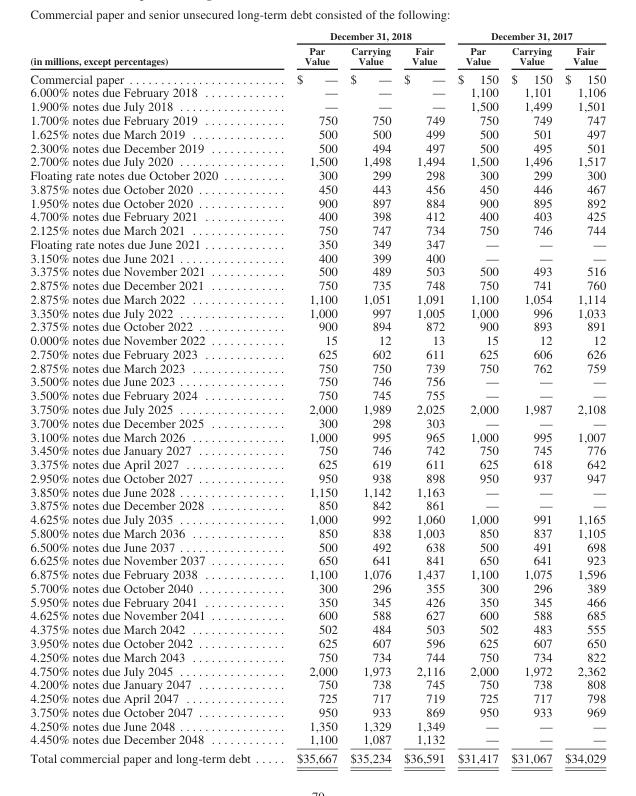 Commercial paper and senior unsecured long-term debt consisted of the following:
December 31, 2018 December 31, 2017
(in millions, except percentages) Par Value Carrying Value Fair Value Par Value Carrying Value Fair Value
Commercial paper . . . . . . . . . . . . . . . . . . . . . . . . $ — $ — $ — $ 150 $ 150 $ 150
6.000% notes due February 2018 . . . . . . . . . . . . . — — — 1,100 1,101 1,106
1.900% notes due July 2018 . . . . . . . . . . . . . . . . . — — — 1,500 1,499 1,501
1.700% notes due February 2019 . . . . . . . . . . . . . 750 750 749 750 749 747
1.625% notes due March 2019 . . . . . . . . . . . . . . . 500 500 499 500 501 497
2.300% notes due December 2019 . . . . . . . . . . . . 500 494 497 500 495 501
2.700% notes due July 2020 . . . . . . . . . . . . . . . . . 1,500 1,498 1,494 1,500 1,496 1,517
Floating rate notes due October 2020 . . . . . . . . . . 300 299 298 300 299 300
3.875% notes due October 2020 . . . . . . . . . . . . . . 450 443 456 450 446 467
1.950% notes due October 2020 . . . . . . . . . . . . . . 900 897 884 900 895 892
4.700% notes due February 2021 . . . . . . . . . . . . . 400 398 412 400 403 425
2.125% notes due March 2021 . . . . . . . . . . . . . . . 750 747 734 750 746 744
Floating rate notes due June 2021 . . . . . . . . . . . . . 350 349 347 — — —
3.150% notes due June 2021 . . . . . . . . . . . . . . . . . 400 399 400 — — —
3.375% notes due November 2021 . . . . . . . . . . . . 500 489 503 500 493 516
2.875% notes due December 2021 . . . . . . . . . . . . 750 735 748 750 741 760
2.875% notes due March 2022 . . . . . . . . . . . . . . . 1,100 1,051 1,091 1,100 1,054 1,114
3.350% notes due July 2022 . . . . . . . . . . . . . . . . . 1,000 997 1,005 1,000 996 1,033
2.375% notes due October 2022 . . . . . . . . . . . . . . 900 894 872 900 893 891
0.000% notes due November 2022 . . . . . . . . . . . . 15 12 13 15 12 12
2.750% notes due February 2023 . . . . . . . . . . . . . 625 602 611 625 606 626
2.875% notes due March 2023 . . . . . . . . . . . . . . . 750 750 739 750 762 759
3.500% notes due June 2023 . . . . . . . . . . . . . . . . . 750 746 756 — — —
3.500% notes due February 2024 . . . . . . . . . . . . . 750 745 755 — — —
3.750% notes due July 2025 . . . . . . . . . . . . . . . . . 2,000 1,989 2,025 2,000 1,987 2,108
3.700% notes due December 2025 . . . . . . . . . . . . 300 298 303 — — —
3.100% notes due March 2026 . . . . . . . . . . . . . . . 1,000 995 965 1,000 995 1,007
3.450% notes due January 2027 . . . . . . . . . . . . . . 750 746 742 750 745 776
3.375% notes due April 2027 . . . . . . . . . . . . . . . . 625 619 611 625 618 642
2.950% notes due October 2027 . . . . . . . . . . . . . . 950 938 898 950 937 947
3.850% notes due June 2028 . . . . . . . . . . . . . . . . . 1,150 1,142 1,163 — — —
3.875% notes due December 2028 . . . . . . . . . . . . 850 842 861 — — —
4.625% notes due July 2035 . . . . . . . . . . . . . . . . . 1,000 992 1,060 1,000 991 1,165
5.800% notes due March 2036 . . . . . . . . . . . . . . . 850 838 1,003 850 837 1,105
6.500% notes due June 2037 . . . . . . . . . . . . . . . . . 500 492 638 500 491 698
6.625% notes due November 2037 . . . . . . . . . . . . 650 641 841 650 641 923
6.875% notes due February 2038 . . . . . . . . . . . . . 1,100 1,076 1,437 1,100 1,075 1,596
5.700% notes due October 2040 . . . . . . . . . . . . . . 300 296 355 300 296 389
5.950% notes due February 2041 . . . . . . . . . . . . . 350 345 426 350 345 466
4.625% notes due November 2041 . . . . . . . . . . . . 600 588 627 600 588 685
4.375% notes due March 2042 . . . . . . . . . . . . . . . 502 484 503 502 483 555
3.950% notes due October 2042 . . . . . . . . . . . . . . 625 607 596 625 607 650
4.250% notes due March 2043 . . . . . . . . . . . . . . . 750 734 744 750 734 822
4.750% notes due July 2045 . . . . . . . . . . . . . . . . . 2,000 1,973 2,116 2,000 1,972 2,362
4.200% notes due January 2047 . . . . . . . . . . . . . . 750 738 745 750 738 808
4.250% notes due April 2047 . . . . . . . . . . . . . . . . 725 717 719 725 717 798
3.750% notes due October 2047 . . . . . . . . . . . . . . 950 933 869 950 933 969
4.250% notes due June 2048 . . . . . . . . . . . . . . . . . 1,350 1,329 1,349 — — —
4.450% notes due December 2048 . . . . . . . . . . . . 1,100 1,087 1,132 — — —
Total commercial paper and long-term debt . . . . . $35,667 $35,234 $36,591 $31,417 $31,067 $34,029